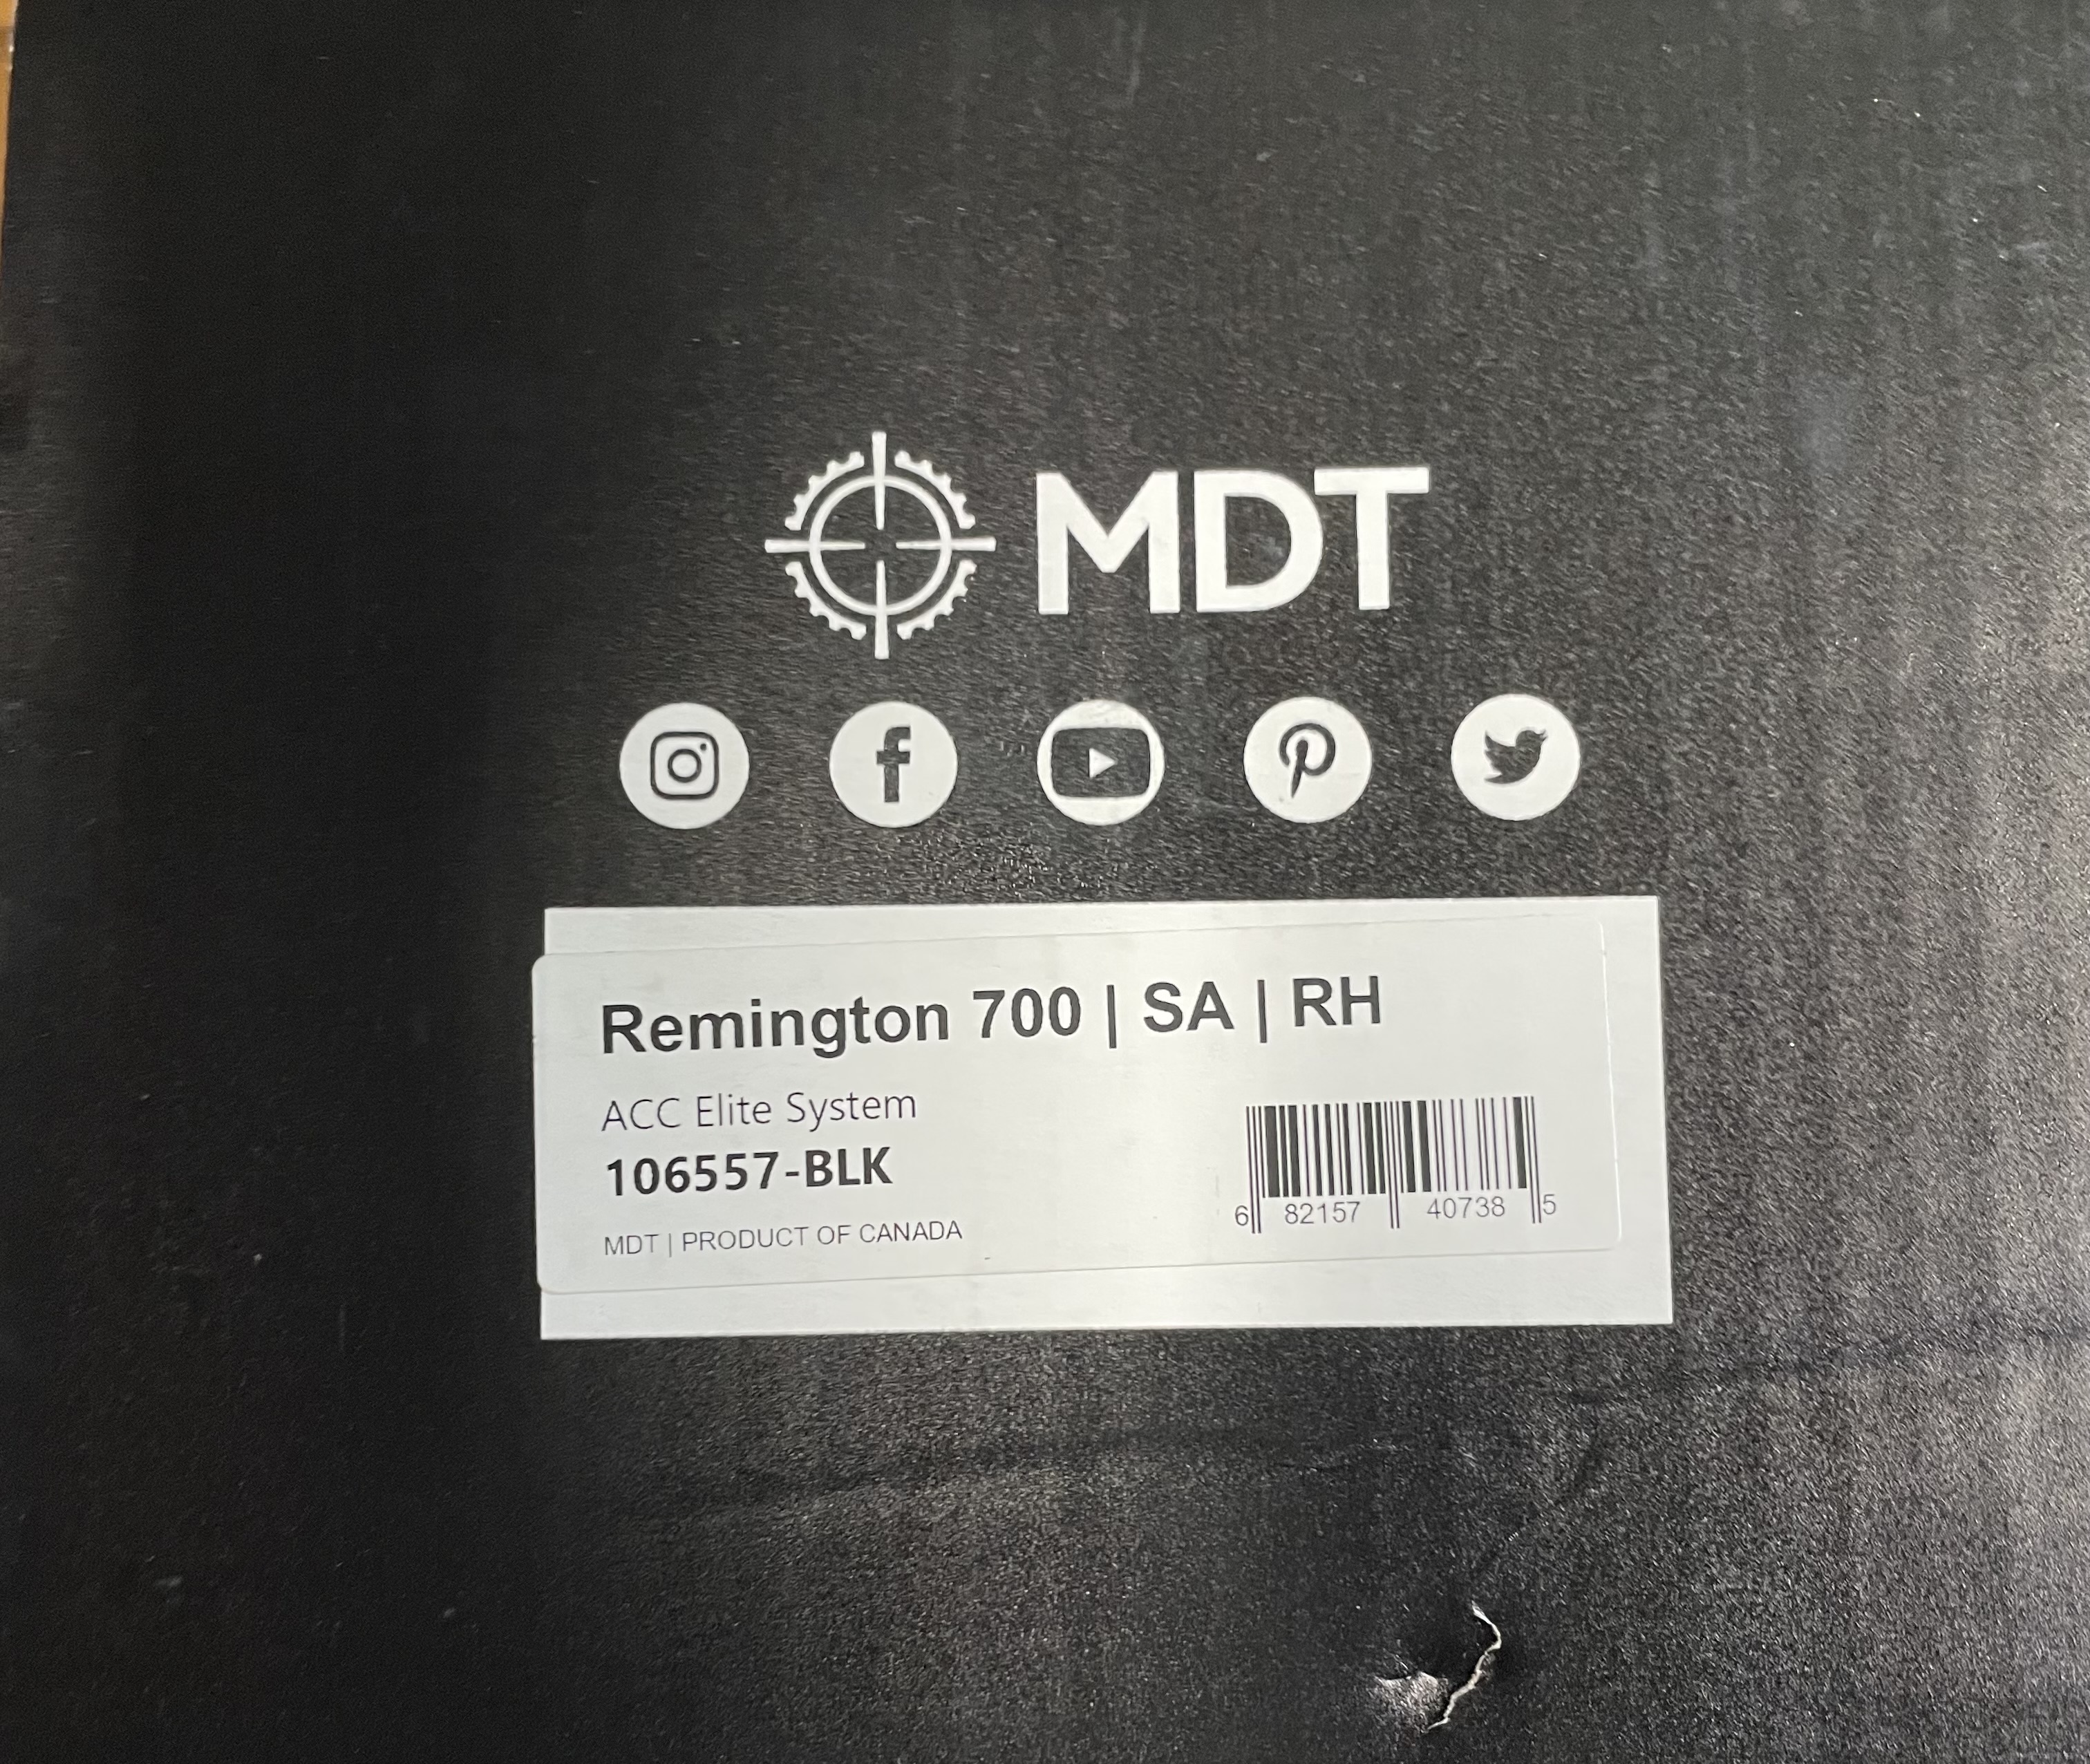 MDT
Remington 700 | SA | RH
ACC Elite System
106557-BLK
MDT | PRODUCT OF CANADA
6 82157 40738 5